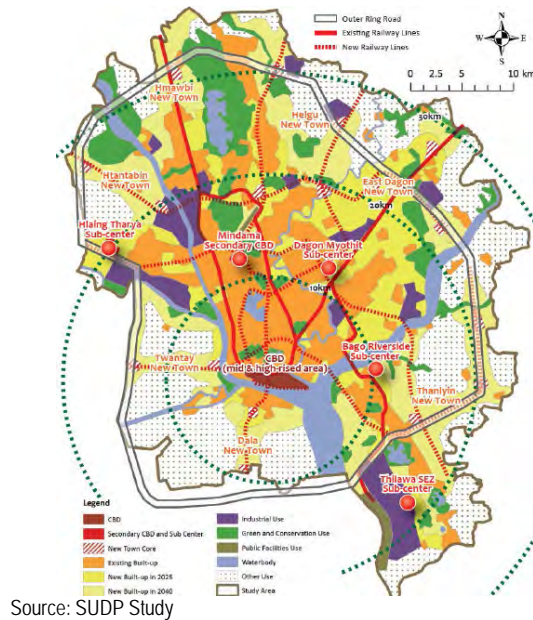 Outer Ring Road
Existing Railway Lines
New Railway Lines
N
W E
S
0 2.5 5 10 km
30km
Hmawbi
New Town
Helgu
New Town
Htantabin
New Town
East Dagon
New Town
20km
Hlaing Tharya
Sub-center
Mindama
Secondary CBD
Dagon Myothit
Sub-center
10km
Bago Riverside
Sub-center
Twantay
New Town
CBD
(mid & high-rised area)
Thanlyin
New Town
Dala
New Town
Thilawa SEZ
Sub-center
Legend
CBD
Secondary CBD and Sub Center
New Town Core
Existing Built-up
New Built-up in 2025
New Built-up in 2040
Industrial Use
Green and Conservation Use
Public Facilities Use
Waterbody
Other Use
Study Area
Source: SUDP Study